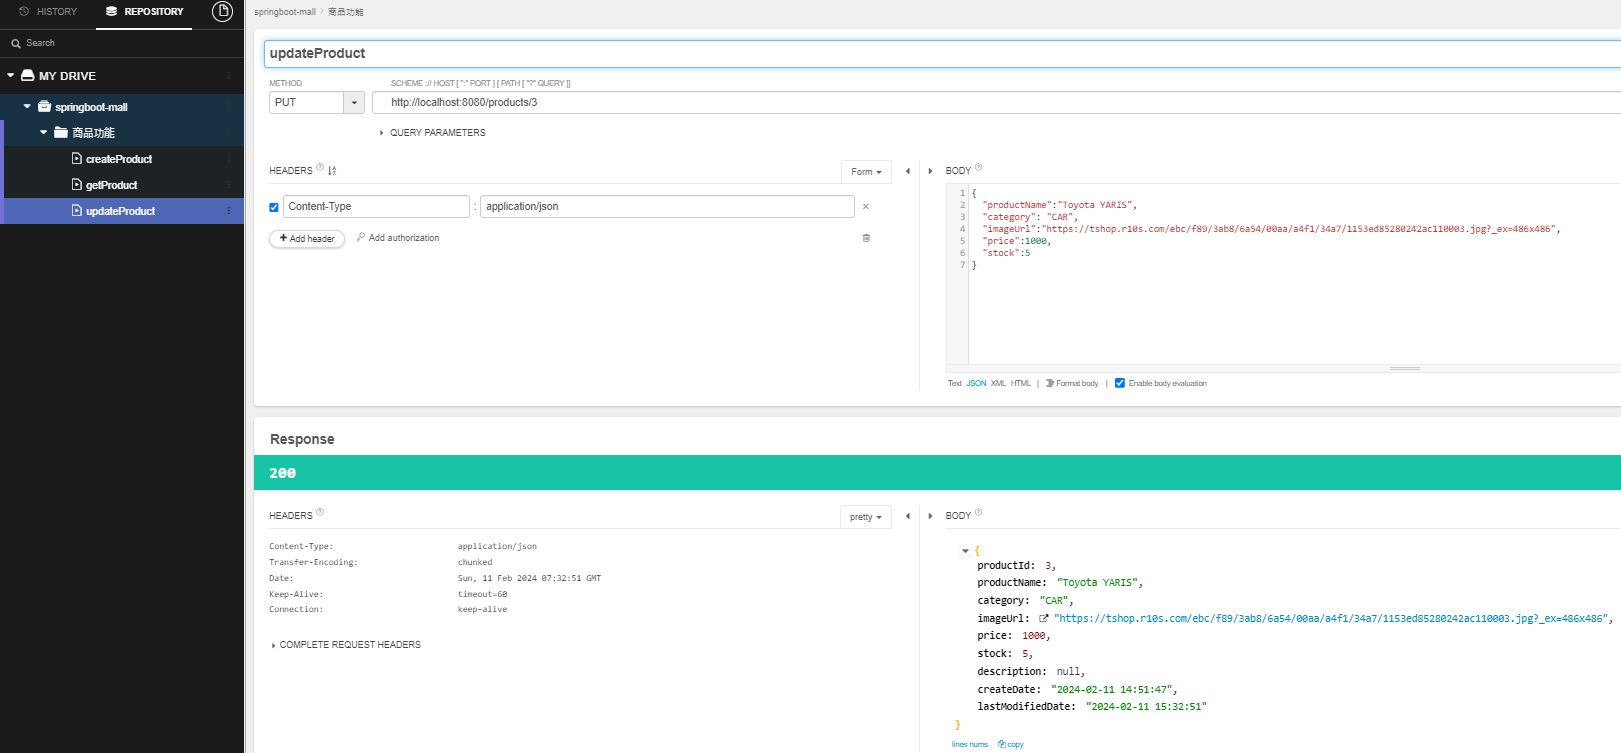 HISTORY
REPOSITORY
Search
MY DRIVE
springboot-mall
商品功能
createProduct
getProduct
updateProduct
springboot-mall > 商品功能
updateProduct
METHOD
SCHEME :// HOST [ ":" PORT ] [ PATH [ "?" QUERY ]]
PUT
http://localhost:8080/products/3
QUERY PARAMETERS
HEADERS
Form
Content-Type : application/json
Add header
Add authorization
BODY
1 {
2 "productName":"Toyota YARIS",
3 "category": "CAR",
4 "imageUrl":"https://tshop.r10s.com/ebc/f89/3ab8/6a54/00aa/a4f1/34a7/1153ed85280242ac110003.jpg?_ex=486x486",
5 "price":1000,
6 "stock":5
7 }
Text JSON XML HTML | Format body | Enable body evaluation
Response
200
HEADERS
pretty
Content-Type: application/json
Transfer-Encoding: chunked
Date: Sun, 11 Feb 2024 07:32:51 GMT
Keep-Alive: timeout=60
Connection: keep-alive
COMPLETE REQUEST HEADERS
BODY
{
productId: 3,
productName: "Toyota YARIS",
category: "CAR",
imageUrl: "https://tshop.r10s.com/ebc/f89/3ab8/6a54/00aa/a4f1/34a7/1153ed85280242ac110003.jpg?_ex=486x486",
price: 1000,
stock: 5,
description: null,
createDate: "2024-02-11 14:51:47",
lastModifiedDate: "2024-02-11 15:32:51"
}
lines nums copy